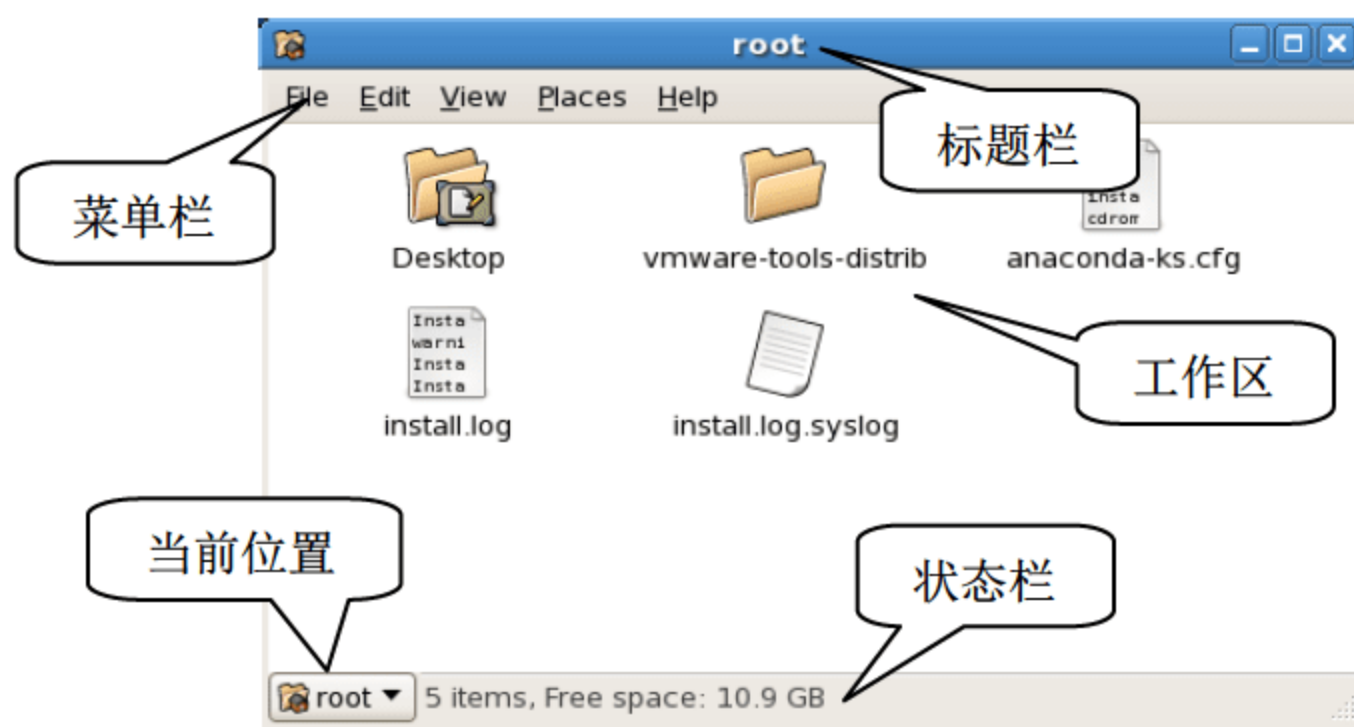 root
File Edit View Places Help
标题栏
菜单栏
insta
cdrom
Desktop
vmware-tools-distrib
anaconda-ks.cfg
Insta
warni
Insta
Insta
工作区
install.log
install.log.syslog
当前位置
状态栏
root
5 items, Free space: 10.9 GB